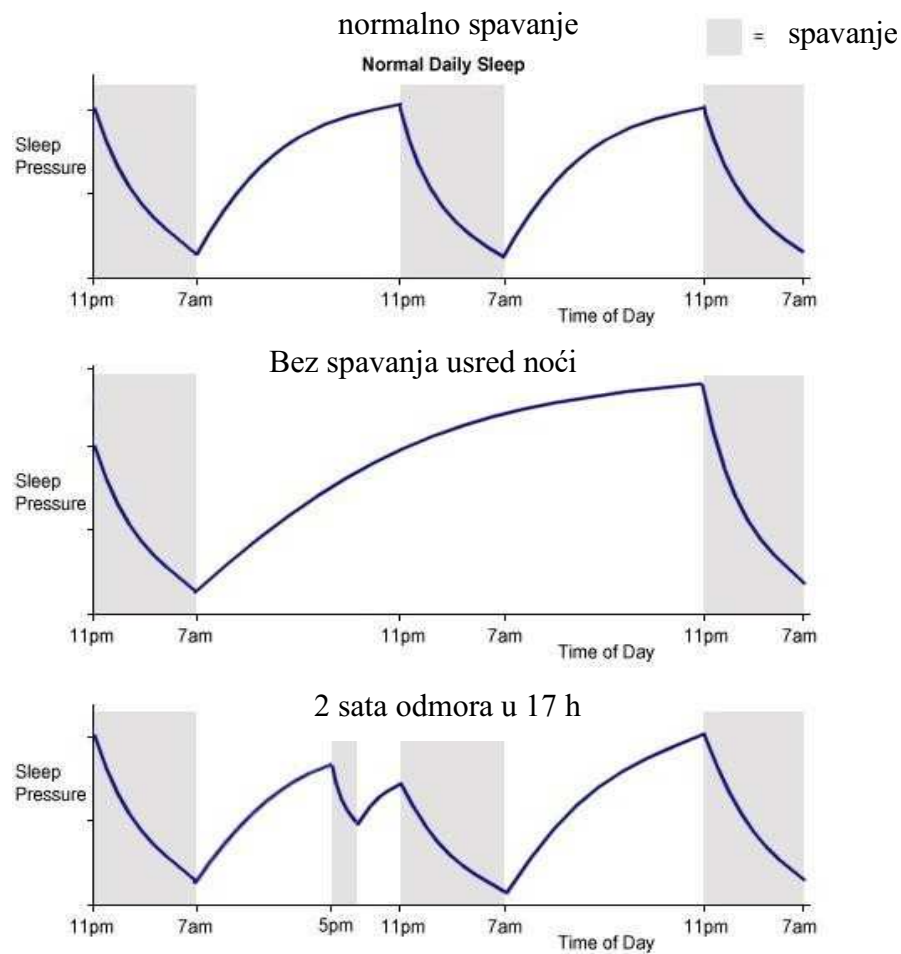 normalno spavanje
= spavanje
Normal Daily Sleep
Sleep
Pressure
11pm 7am 11pm 7am 11pm 7am
Time of Day
Bez spavanja usred noći
Sleep
Pressure
11pm 7am 11pm 7am 11pm 7am
Time of Day
2 sata odmora u 17 h
Sleep
Pressure
11pm 7am 5pm 11pm 7am 11pm 7am
Time of Day